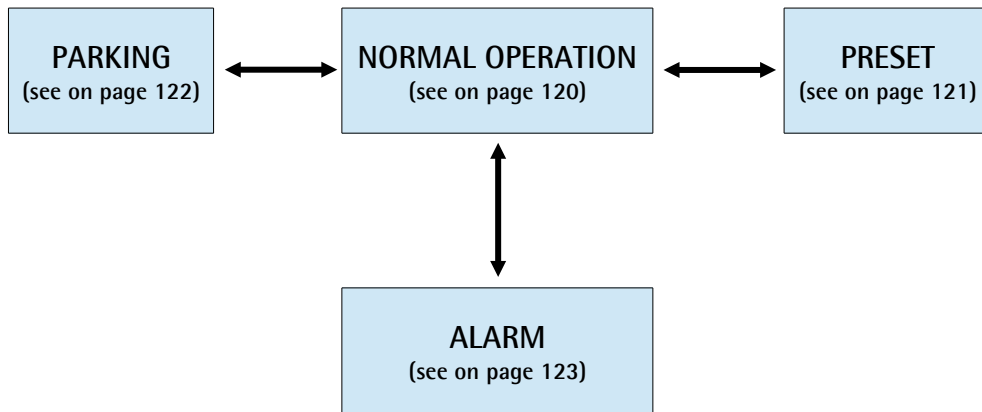 PARKING
(see on page 122)
NORMAL OPERATION
(see on page 120)
PRESET
(see on page 121)
ALARM
(see on page 123)